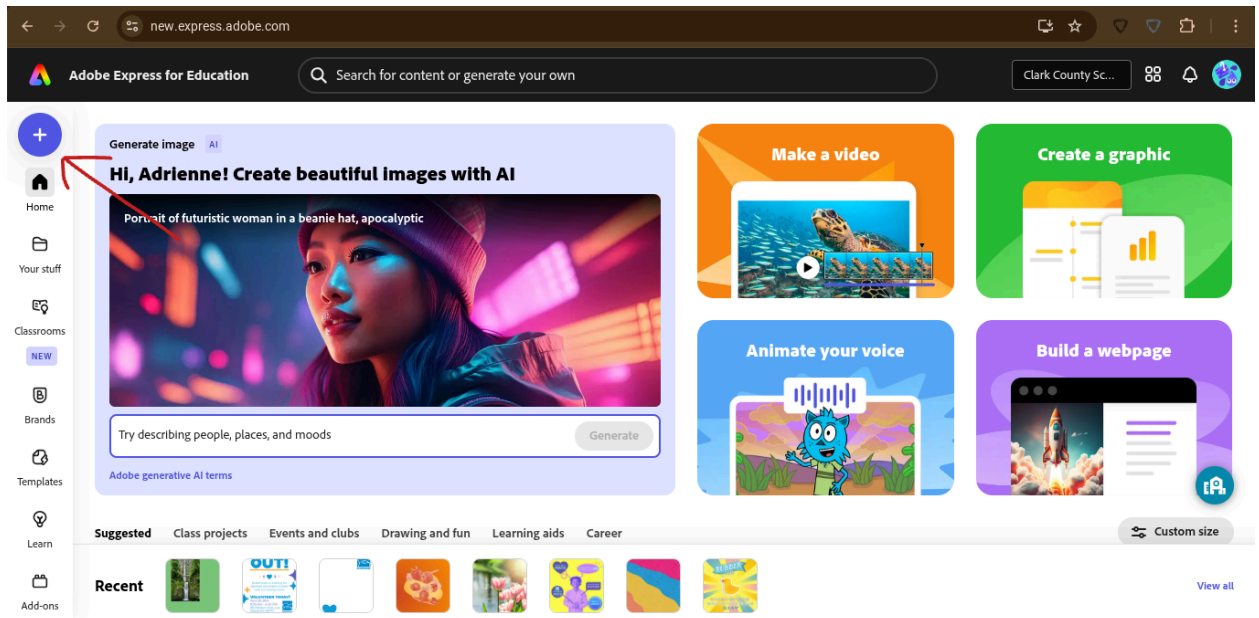 new.express.adobe.com
Adobe Express for Education
Search for content or generate your own
Clark County Sc...
Home
Your stuff
Classrooms
NEW
Brands
Templates
Learn
Add-ons
Generate image AI
Hi, Adrienne! Create beautiful images with AI
Portrait of futuristic woman in a beanie hat, apocalyptic
Try describing people, places, and moods
Generate
Adobe generative AI terms
Make a video
Create a graphic
Animate your voice
Build a webpage
Suggested Class projects Events and clubs Drawing and fun Learning aids Career
Custom size
Recent
OUT!
View all